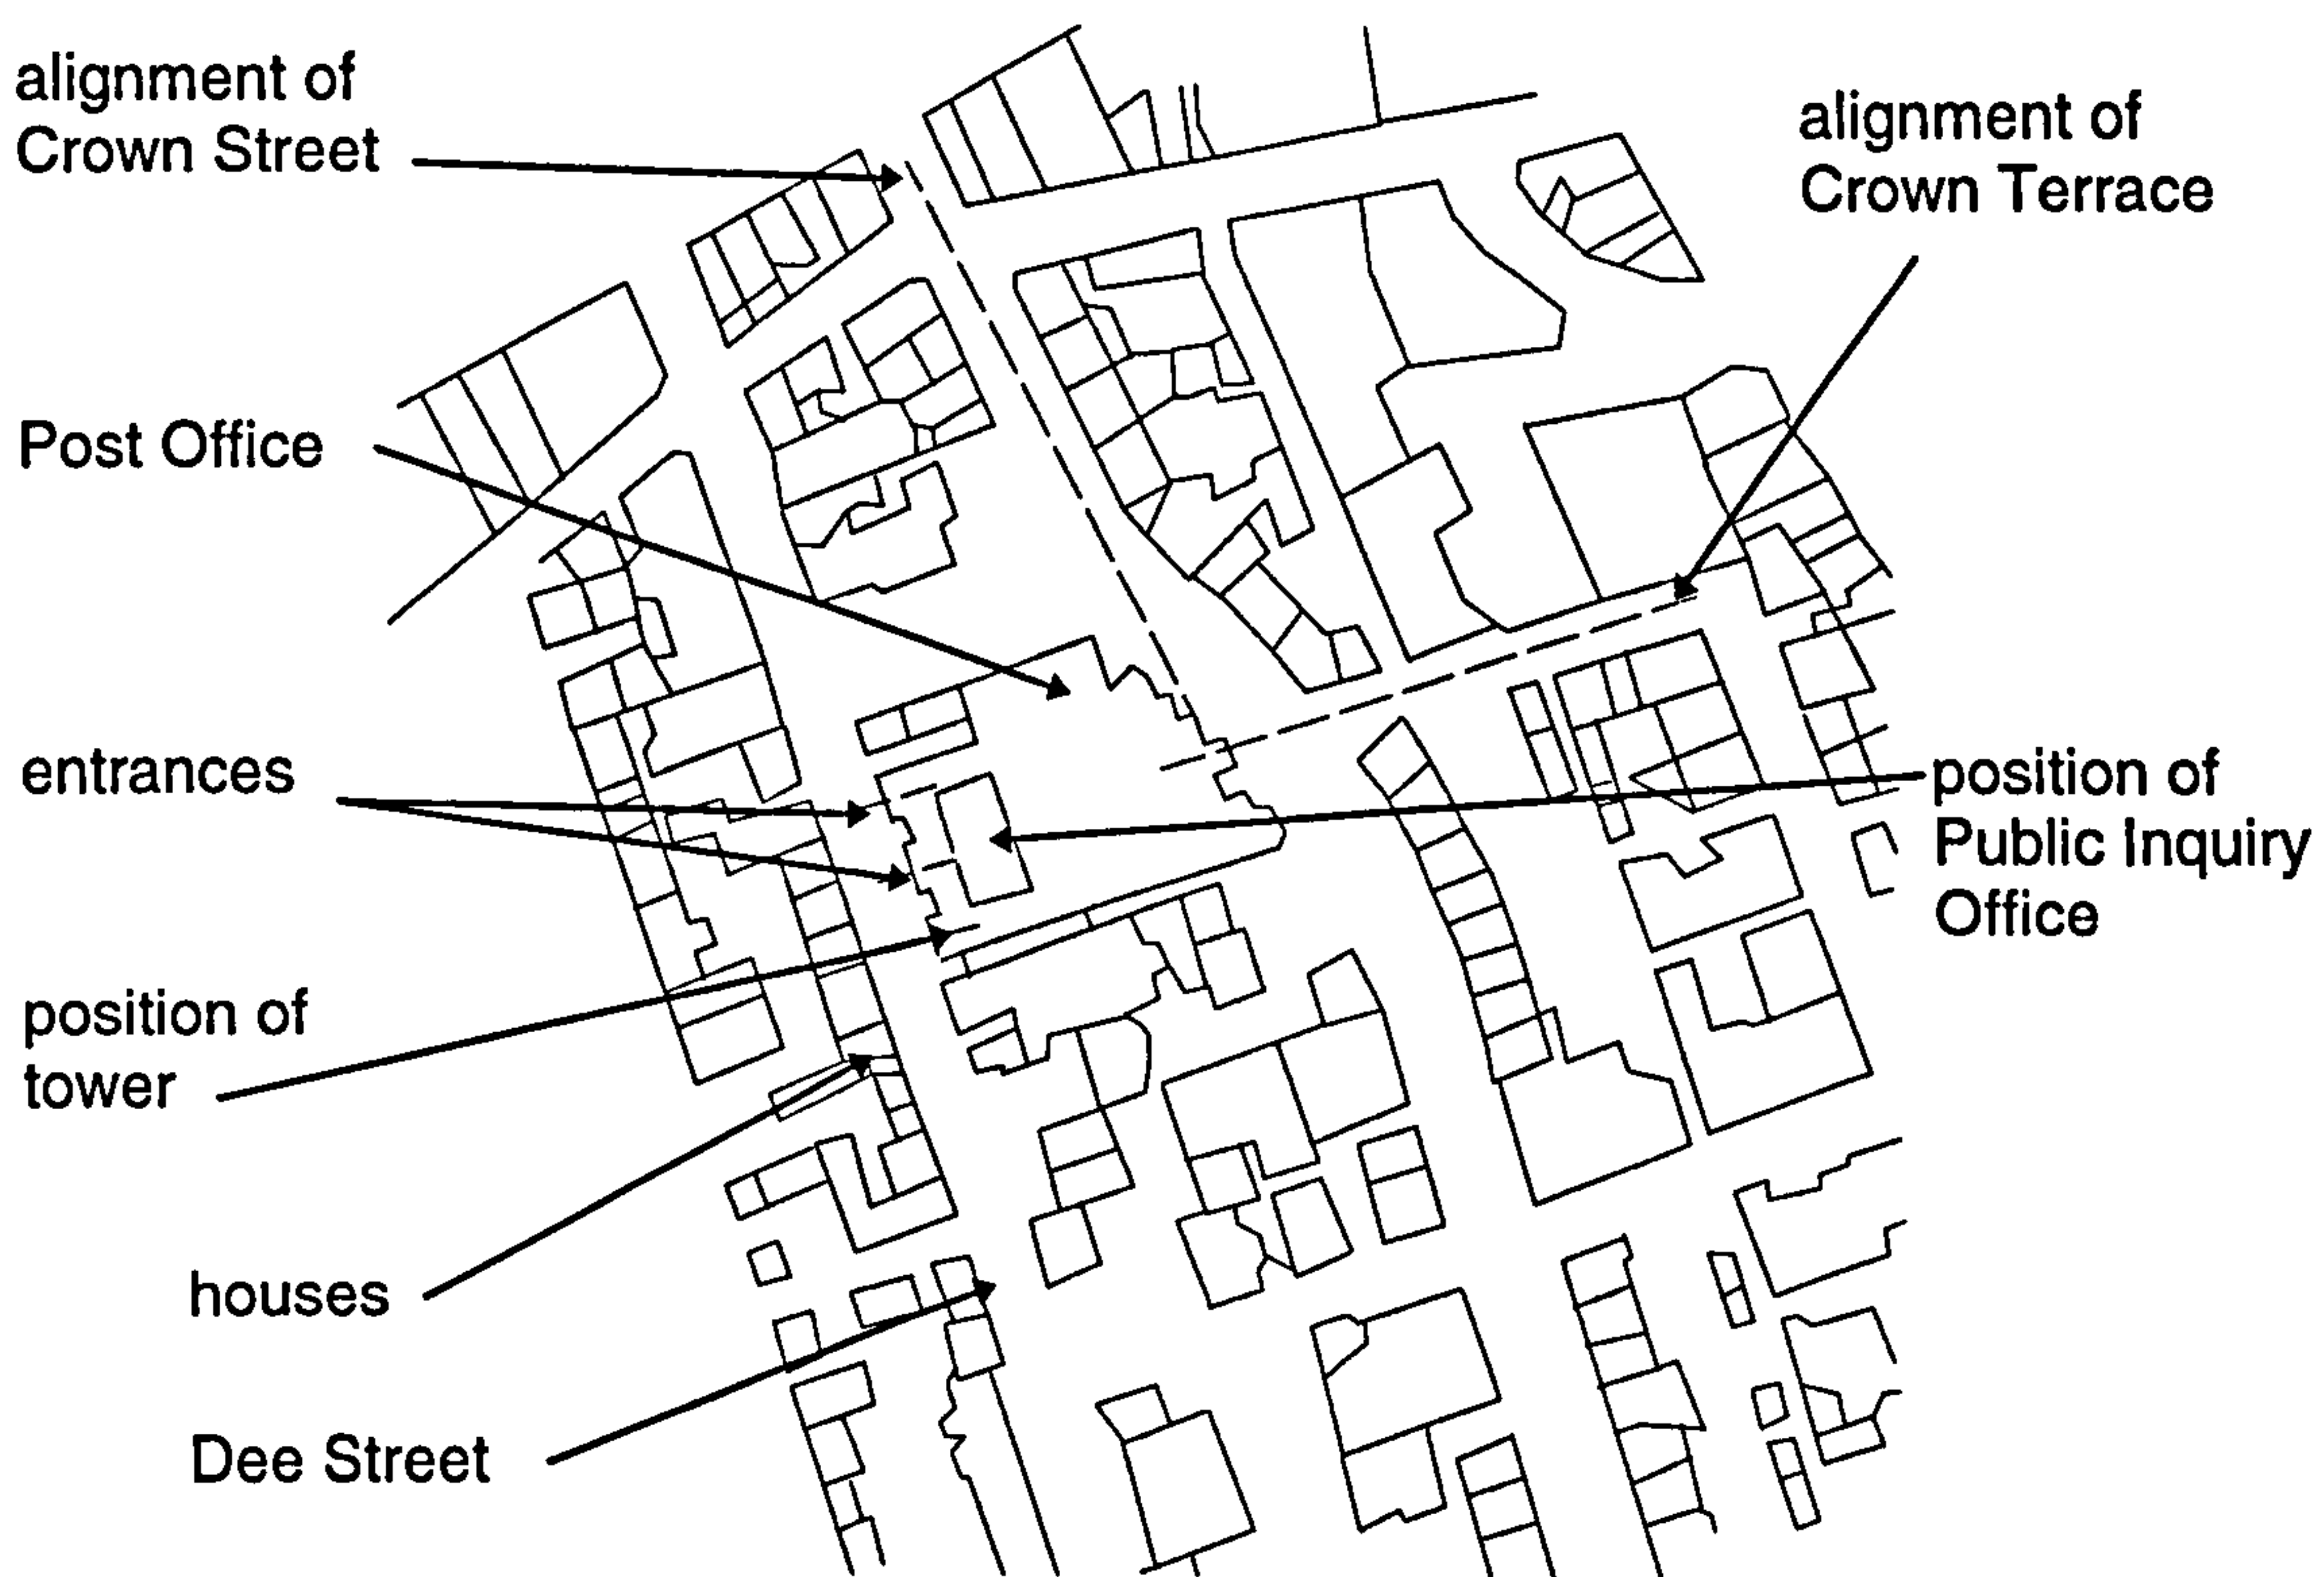 alignment of
Crown Street
alignment of
Crown Terrace
Post Office
entrances
position of
Public Inquiry
Office
position of
tower
houses
Dee Street